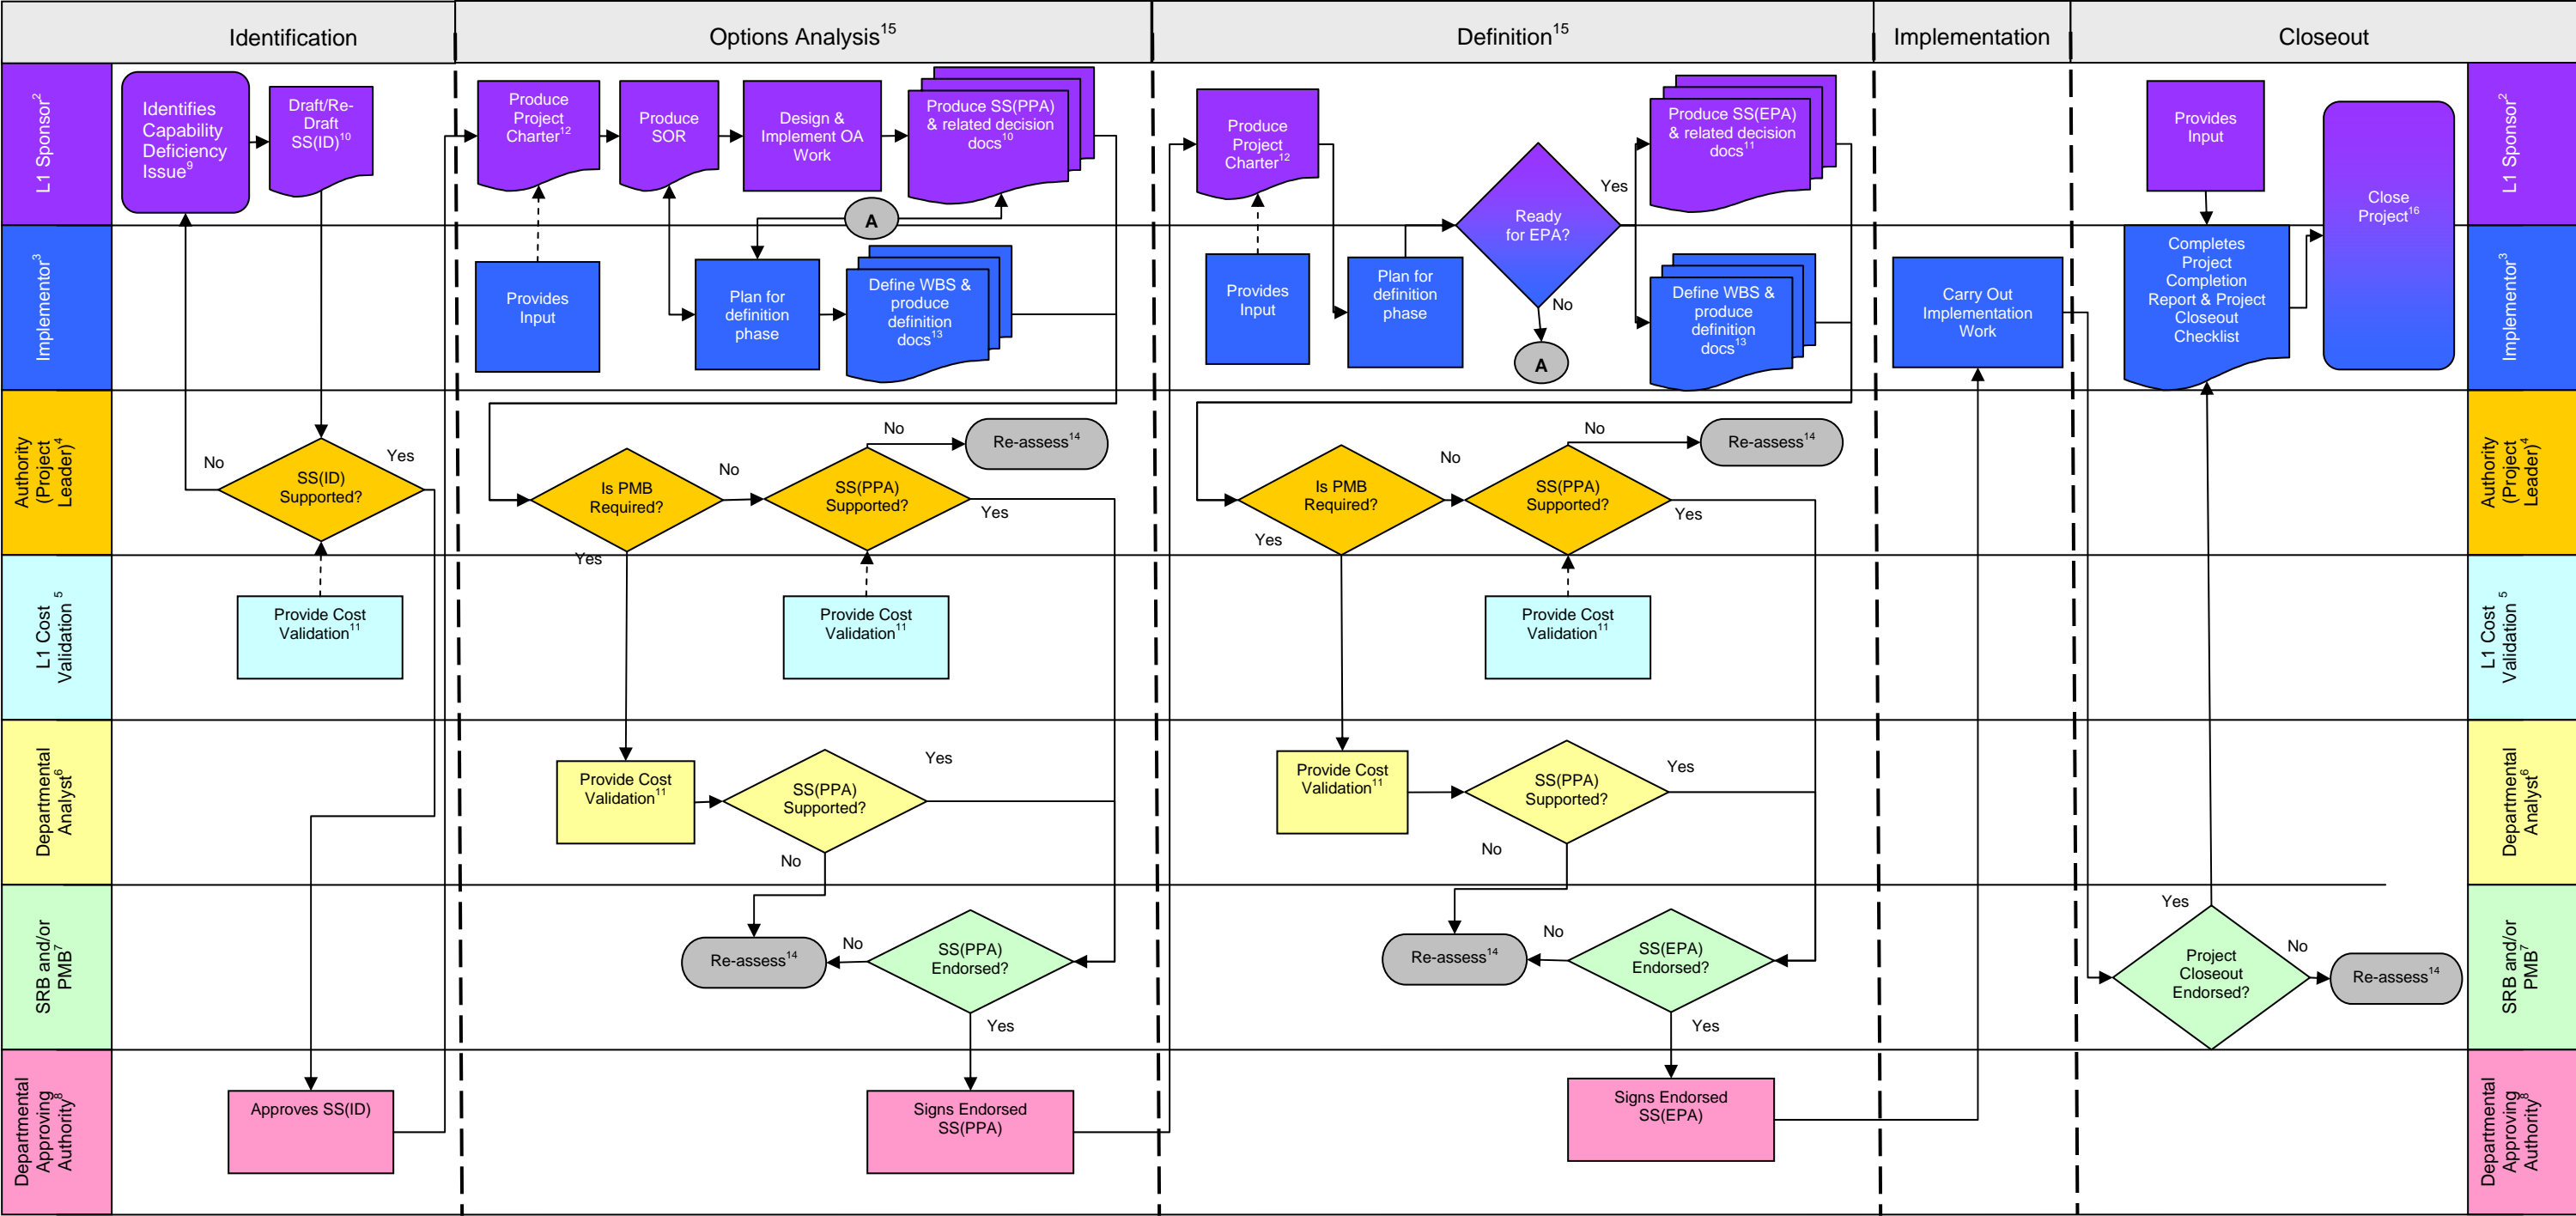 Identification
Options Analysis15
Definition15
Implementation
Closeout
L1 Sponsor2
Identifies
Capability
Deficiency
Issue9
Draft/Re-
Draft
SS(ID)10
Produce
Project
Charter12
Produce
SOR
Design &
Implement OA
Work
Produce SS(PPA)
& related decision
docs10
Produce
Project
Charter12
Ready
for EPA?
Yes
No
Produce SS(EPA)
& related decision
docs11
Provides
Input
Close
Project16
L1 Sponsor2
A
Implementor3
Provides
Input
Plan for
definition
phase
Define WBS &
produce
definition
docs13
Provides
Input
Plan for
definition
phase
A
Define WBS &
produce
definition
docs13
Carry Out
Implementation
Work
Completes
Project
Completion
Report & Project
Closeout
Checklist
Implementor3
Authority
(Project
Leader)4
No
SS(ID)
Supported?
Yes
Is PMB
Required?
No
Yes
SS(PPA)
Supported?
No
Yes
Re-assess14
Is PMB
Required?
No
Yes
SS(PPA)
Supported?
No
Yes
Re-assess14
Authority
(Project
Leader)4
L1 Cost
Validation 5
Provide Cost
Validation11
Provide Cost
Validation11
Provide Cost
Validation11
L1 Cost
Validation 5
Departmental
Analyst6
Provide Cost
Validation11
SS(PPA)
Supported?
Yes
No
Provide Cost
Validation11
SS(PPA)
Supported?
Yes
No
Departmental
Analyst6
SRB and/or
PMB7
Re-assess14
No
SS(PPA)
Endorsed?
Yes
Re-assess14
No
SS(EPA)
Endorsed?
Yes
Yes
Project
Closeout
Endorsed?
No
Re-assess14
SRB and/or
PMB7
Departmental
Approving
Authority8
Approves SS(ID)
Signs Endorsed
SS(PPA)
Signs Endorsed
SS(EPA)
Departmental
Approving
Authority8